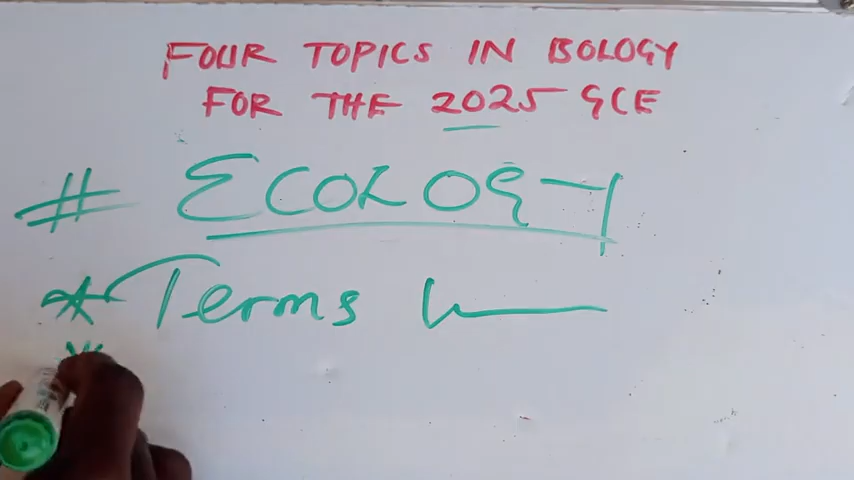 FOUR TOPICS IN BOLOGY
FOR THE 2025 GCE
# ECOLOGY
* Terms
*